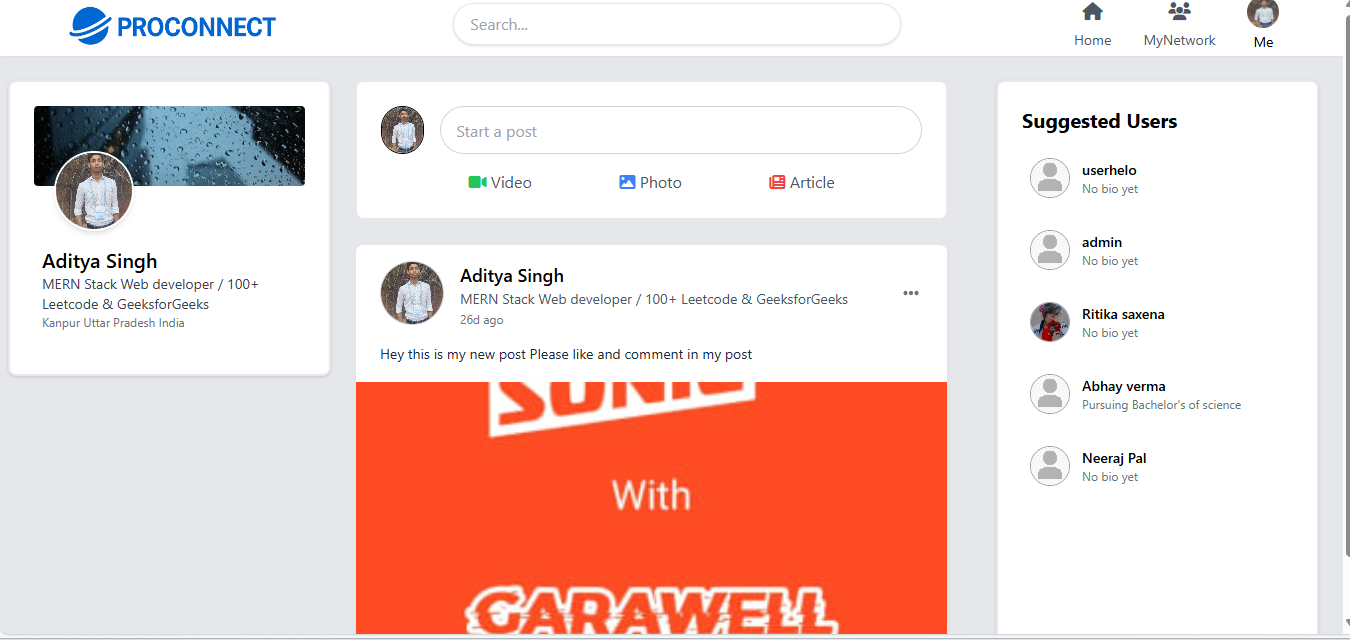 PROCONNECT
Search...
Home
MyNetwork
Me
Aditya Singh
MERN Stack Web developer / 100+
Leetcode & GeeksforGeeks
Kanpur Uttar Pradesh India
Start a post
Video
Photo
Article
Aditya Singh
MERN Stack Web developer / 100+ Leetcode & GeeksforGeeks
26d ago
Hey this is my new post Please like and comment in my post
With
CARAWELL
Suggested Users
userhelo
No bio yet
admin
No bio yet
Ritika saxena
No bio yet
Abhay verma
Pursuing Bachelor's of science
Neeraj Pal
No bio yet